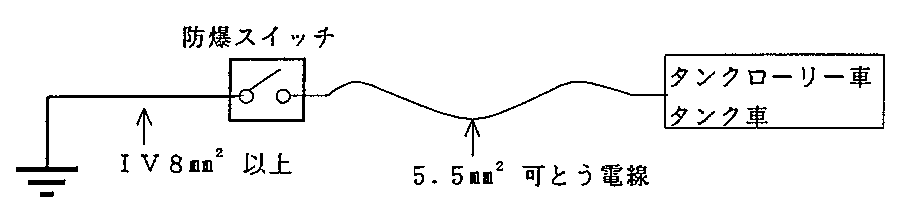 防爆スイッチ
タンクローリー車
タンク車
ＩＶ８㎜² 以上
５．５㎜² 可とう電線